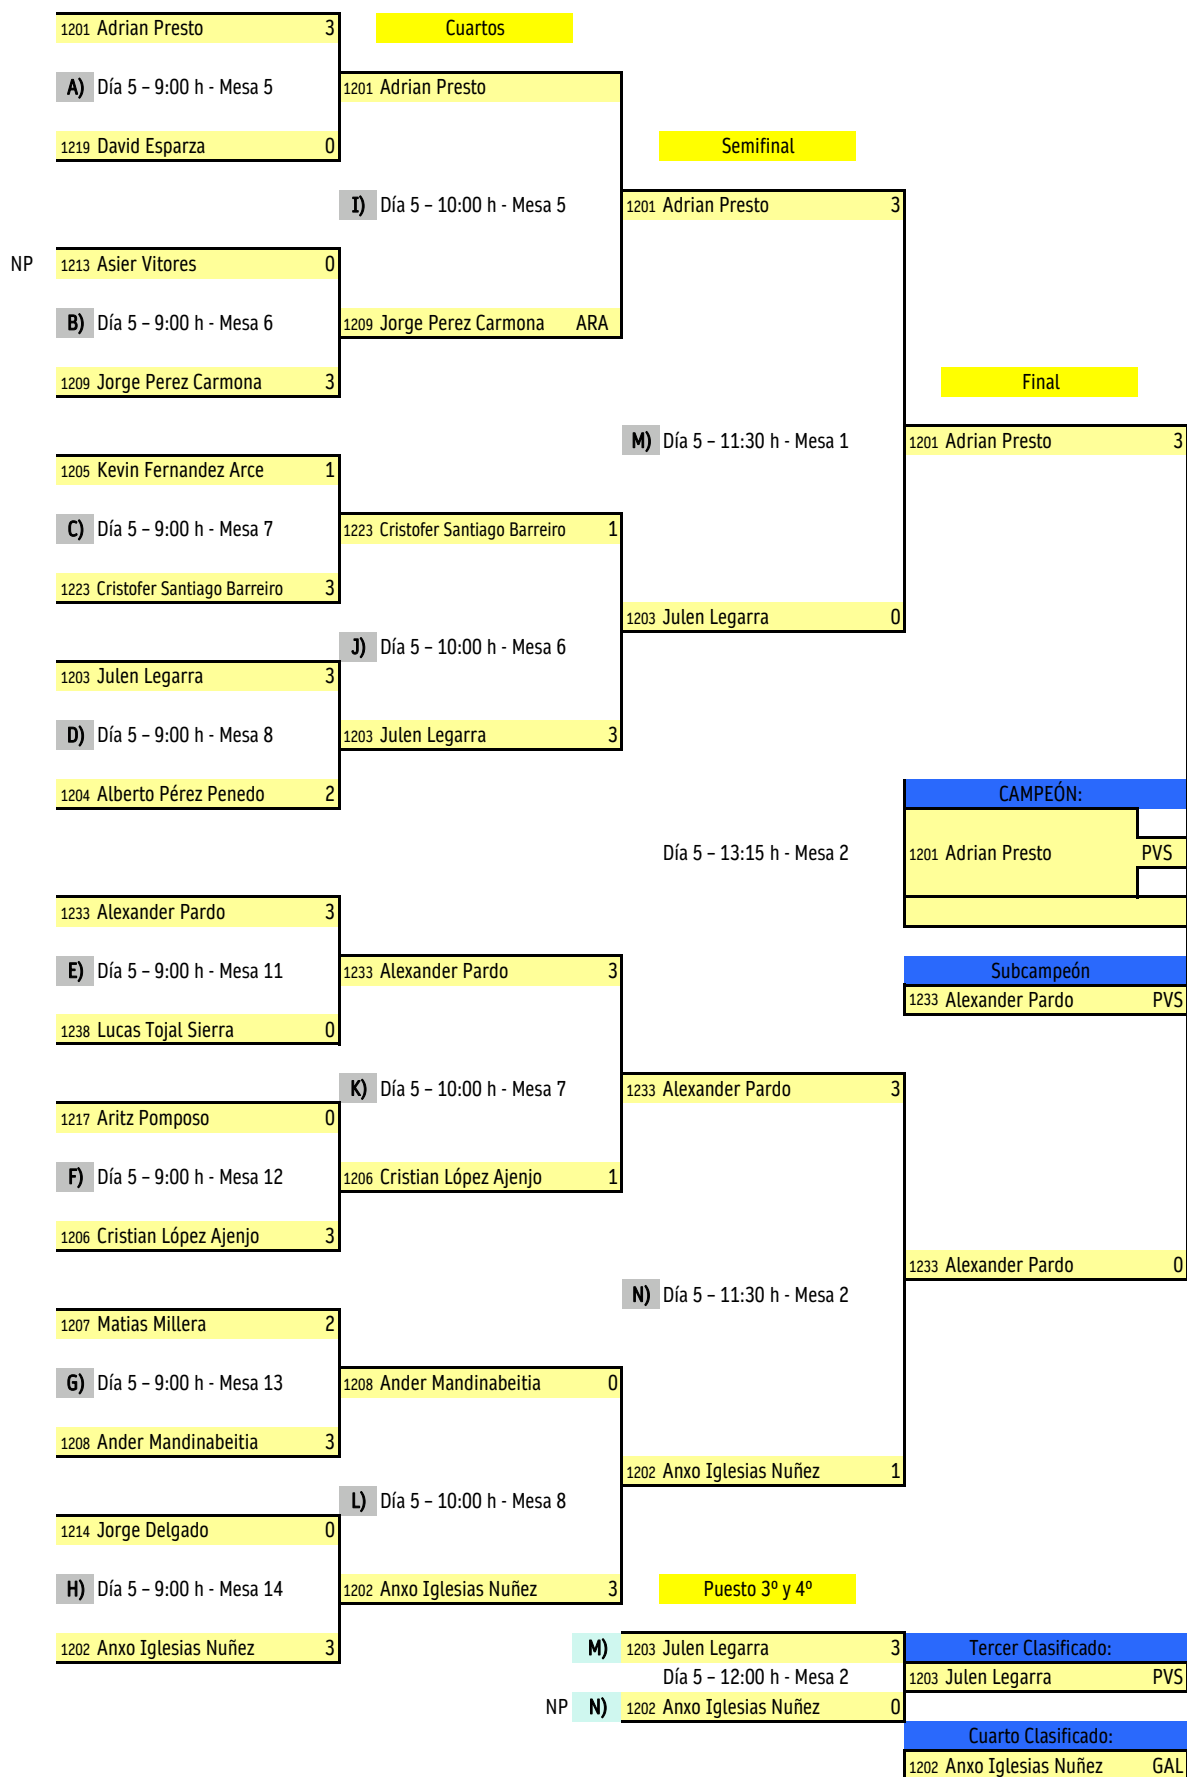 1201 Adrian Presto 3 Cuartos
A) Día 5 – 9:00 h - Mesa 5 1201 Adrian Presto
1219 David Esparza 0 Semifinal
I) Día 5 – 10:00 h - Mesa 5 1201 Adrian Presto 3
NP 1213 Asier Vitores 0
B) Día 5 – 9:00 h - Mesa 6 1209 Jorge Perez Carmona ARA
1209 Jorge Perez Carmona 3 Final
M) Día 5 – 11:30 h - Mesa 1 1201 Adrian Presto 3
1205 Kevin Fernandez Arce 1
C) Día 5 – 9:00 h - Mesa 7 1223 Cristofer Santiago Barreiro 1
1223 Cristofer Santiago Barreiro 3
1203 Julen Legarra 0
J) Día 5 – 10:00 h - Mesa 6
1203 Julen Legarra 3
D) Día 5 – 9:00 h - Mesa 8 1203 Julen Legarra 3
1204 Alberto Pérez Penedo 2 CAMPEÓN:
Día 5 – 13:15 h - Mesa 2 1201 Adrian Presto PVS
1233 Alexander Pardo 3
E) Día 5 – 9:00 h - Mesa 11 1233 Alexander Pardo 3 Subcampeón
1233 Alexander Pardo PVS
1238 Lucas Tojal Sierra 0
K) Día 5 – 10:00 h - Mesa 7 1233 Alexander Pardo 3
1217 Aritz Pomposo 0
F) Día 5 – 9:00 h - Mesa 12 1206 Cristian López Ajenjo 1
1206 Cristian López Ajenjo 3
1233 Alexander Pardo 0
N) Día 5 – 11:30 h - Mesa 2
1207 Matias Millera 2
G) Día 5 – 9:00 h - Mesa 13 1208 Ander Mandinabeitia 0
1208 Ander Mandinabeitia 3
1202 Anxo Iglesias Nuñez 1
L) Día 5 – 10:00 h - Mesa 8
1214 Jorge Delgado 0
H) Día 5 – 9:00 h - Mesa 14 1202 Anxo Iglesias Nuñez 3 Puesto 3º y 4º
1202 Anxo Iglesias Nuñez 3 M) 1203 Julen Legarra 3 Tercer Clasificado:
Día 5 – 12:00 h - Mesa 2 1203 Julen Legarra PVS
NP N) 1202 Anxo Iglesias Nuñez 0
Cuarto Clasificado:
1202 Anxo Iglesias Nuñez GAL